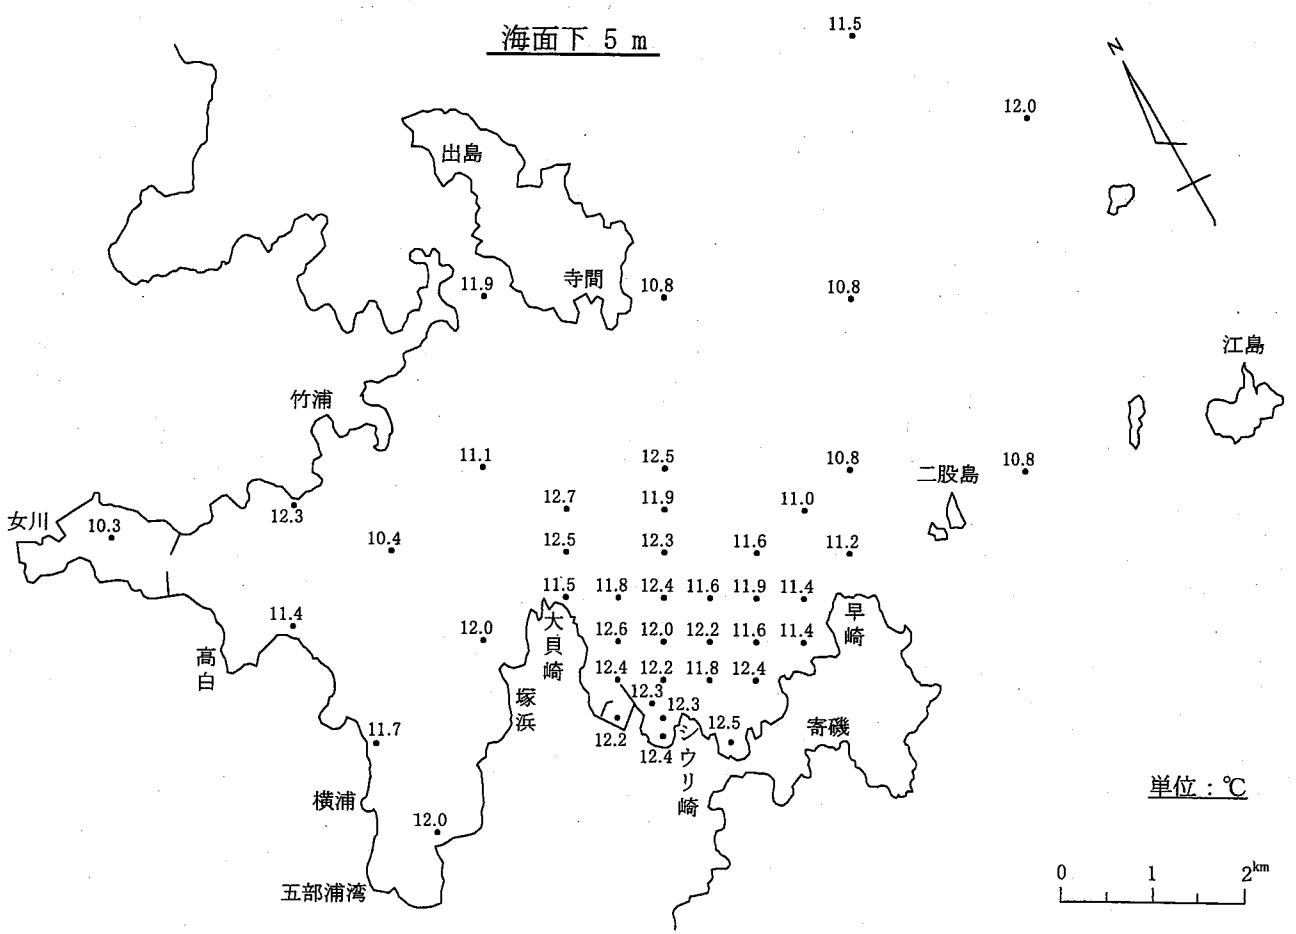 海面下 5 m
11.5
N
12.0
出島
寺間
11.9
10.8
10.8
江島
竹浦
11.1
12.5
10.8
二股島
10.8
12.7
11.9
11.0
女川
10.3
12.3
10.4
12.5
12.3
11.6
11.2
11.5
11.8
12.4
11.6
11.9
11.4
11.4
12.0
大貝崎
12.6
12.0
12.2
11.6
11.4
早崎
高白
12.4
12.2
11.8
12.4
塚浜
12.3
12.3
寄磯
11.7
12.2
12.4
シウリ崎
12.5
横浦
12.0
単位：℃
五部浦湾
0 1 2km